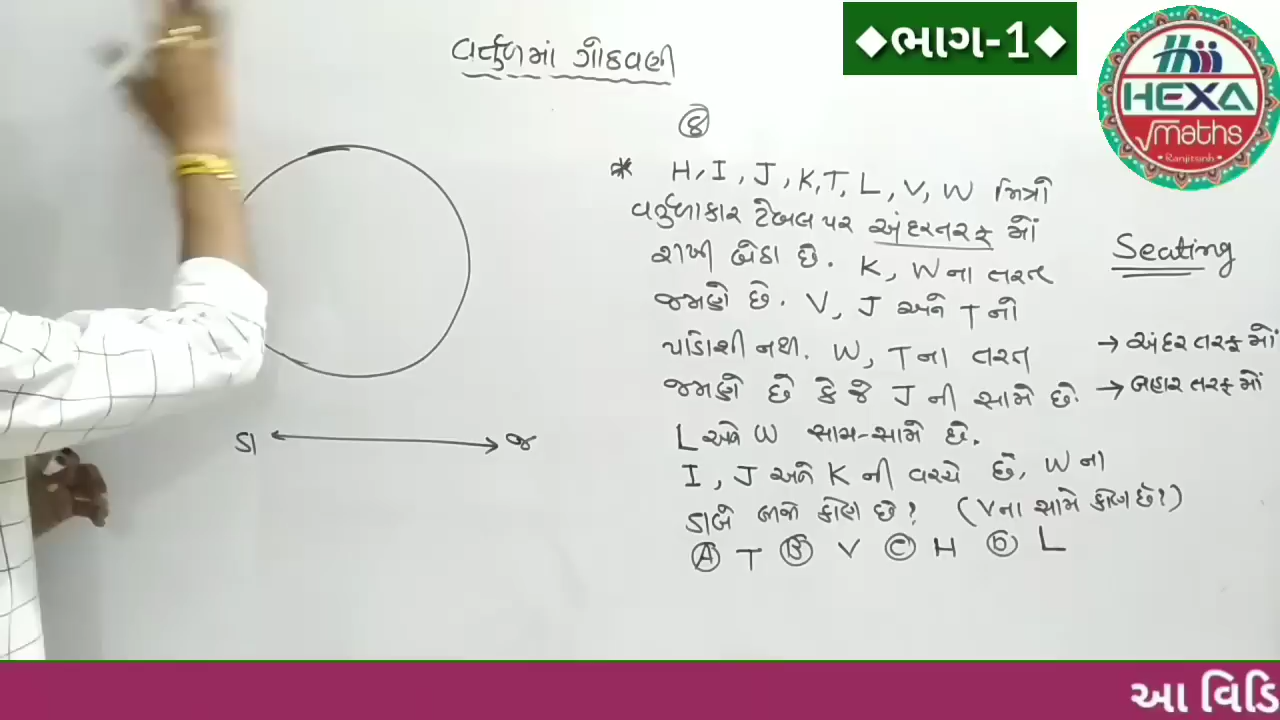 વર્તુળમાં ગોઠવણી
◆ભાગ-1◆
HEXA
√maths
Ranjitsinh
8
* H, I, J, K, T, L, V, W મિત્રો
વર્તુળાકાર ટેબલ પર અંદરતરફ મોં
રાખી બેઠા છે. K, W ના તરત
જમણે છે. V, J અને T નો
પાડોશી નથી. W, T ના તરત
જમણે છે કે જે J ની સામે છે.
L અને W સામ-સામે છે.
I, J અને K ની વચ્ચે છે, W ના
ડાબે બીજો કોણ છે? (V ના સામે કોણ છે?)
A T B V C H D L
Seating
→ અંદર તરફ મોં
→ બહાર તરફ મોં
ડા જ
આ વિડિ